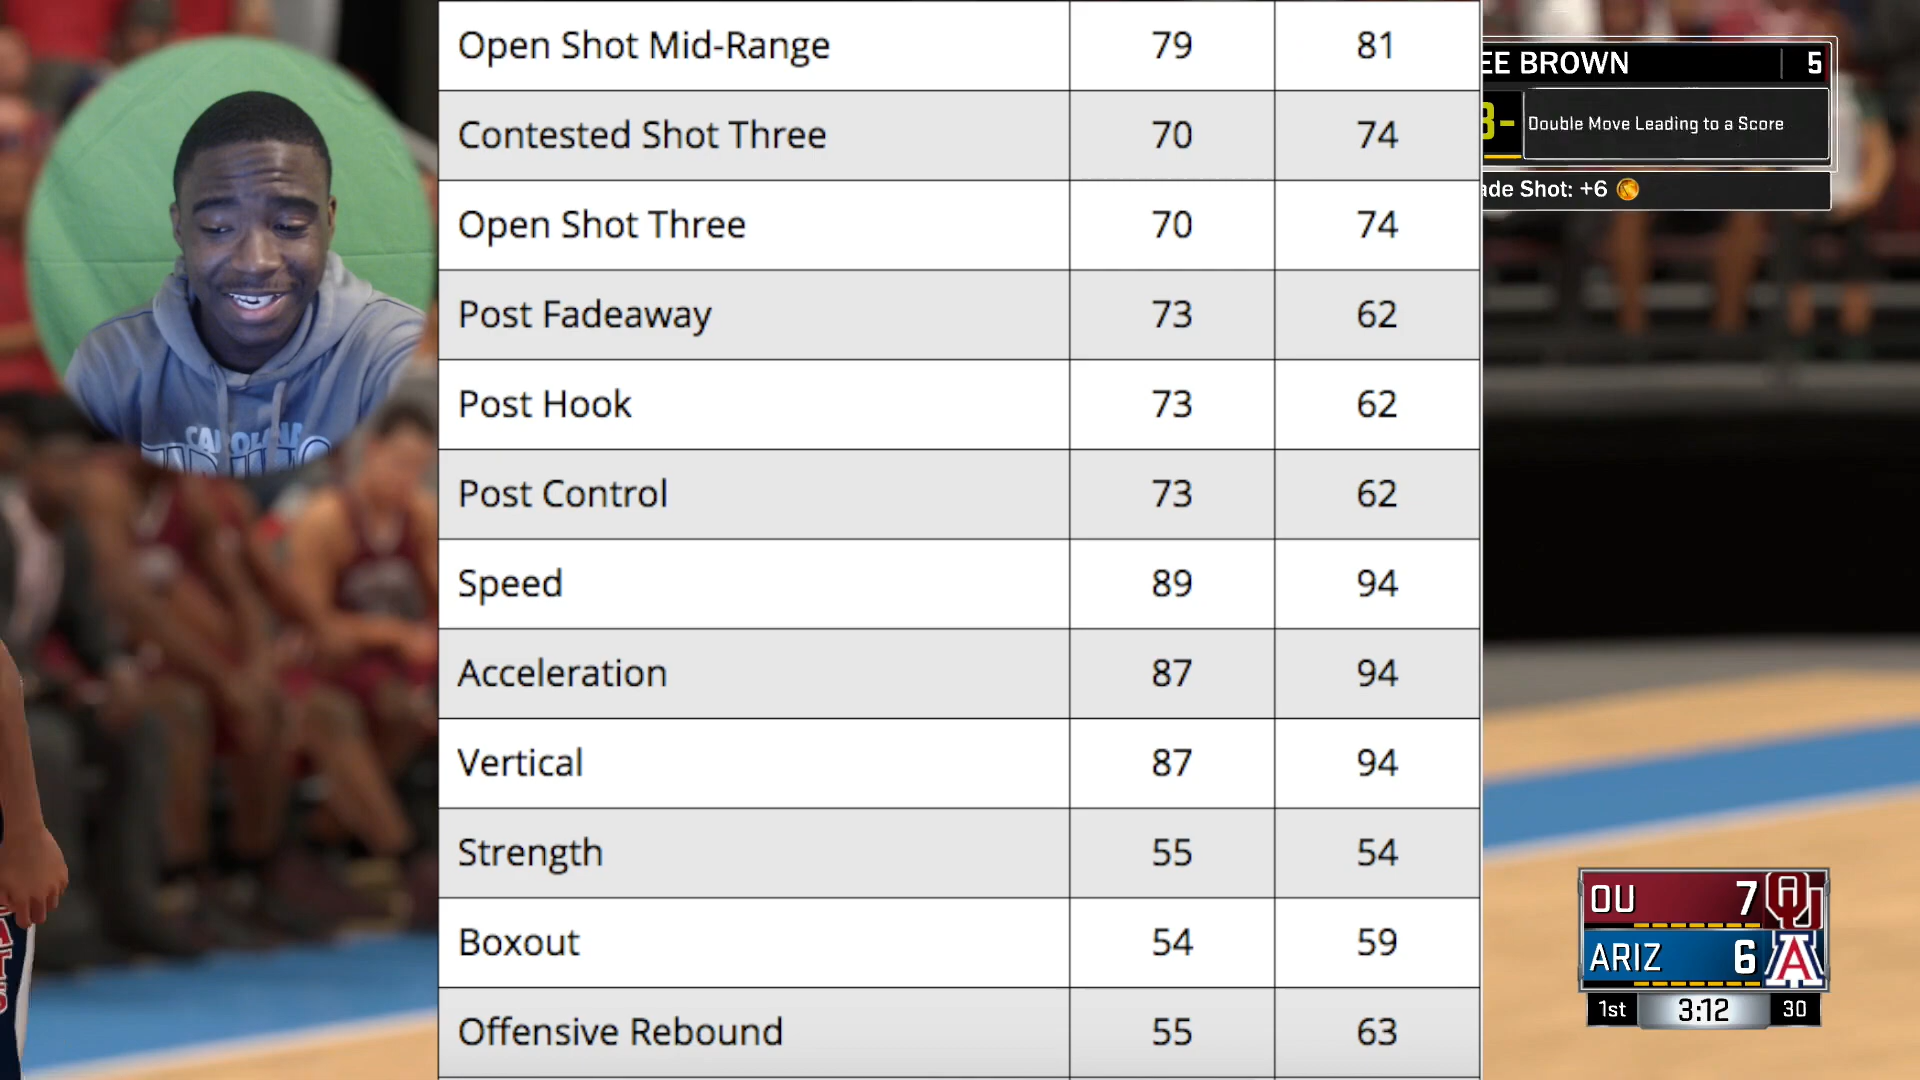 Open Shot Mid-Range 79 81
Contested Shot Three 70 74
Open Shot Three 70 74
Post Fadeaway 73 62
Post Hook 73 62
Post Control 73 62
Speed 89 94
Acceleration 87 94
Vertical 87 94
Strength 55 54
Boxout 54 59
Offensive Rebound 55 63
EE BROWN 5
B- Double Move Leading to a Score
ade Shot: +6
CAROLINA
OU 7
ARIZ 6
1st 3:12 30